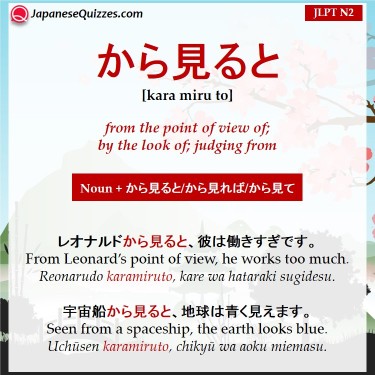 JapaneseQuizzes.com
JLPT N2
から見ると
[kara miru to]
from the point of view of;
by the look of; judging from
Noun + から見ると/から見れば/から見て
レオナルドから見ると、彼は働きすぎです。
From Leonard's point of view, he works too much.
Reonarudo karamiruto, kare wa hataraki sugidesu.
宇宙船から見ると、地球は青く見えます。
Seen from a spaceship, the earth looks blue.
Uchūsen karamiruto, chikyū wa aoku miemasu.